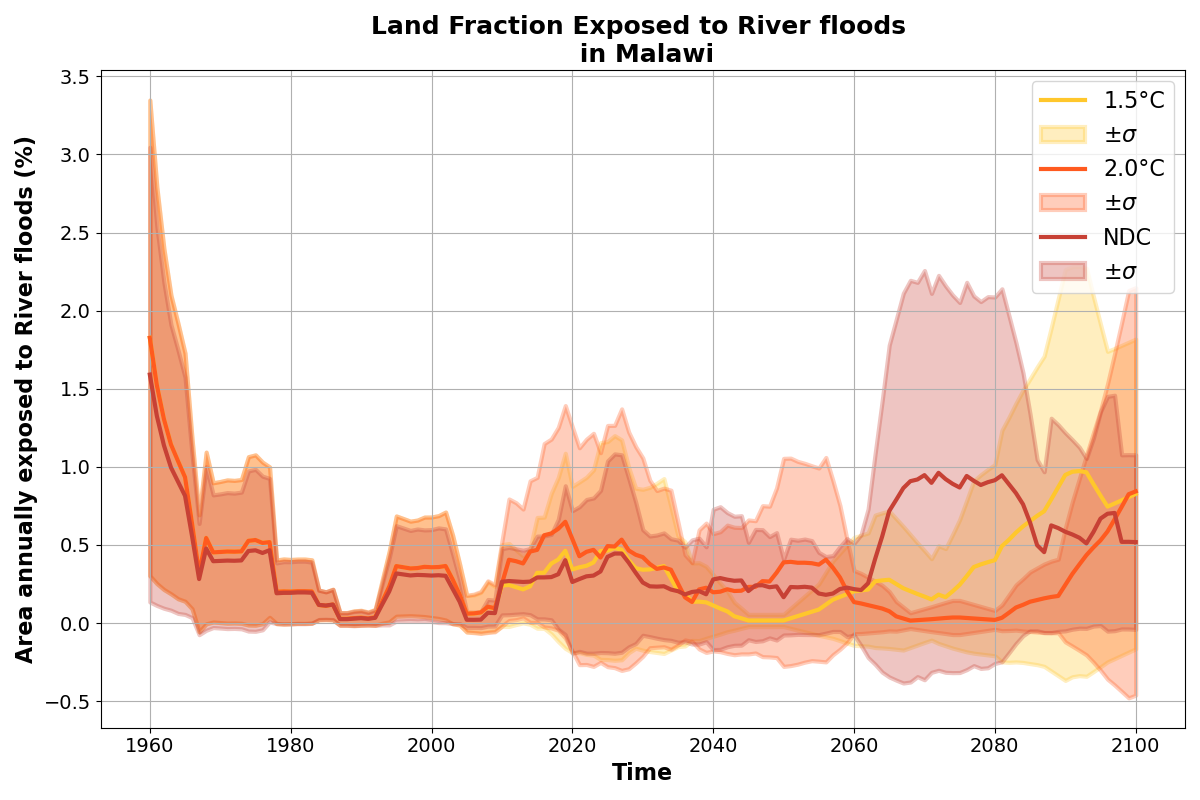 Land Fraction Exposed to River floods
in Malawi
Area annually exposed to River floods (%)
3.5
3.0
2.5
2.0
1.5
1.0
0.5
0.0
−0.5
1.5°C
±σ
2.0°C
±σ
NDC
±σ
1960 1980 2000 2020 2040 2060 2080 2100
Time